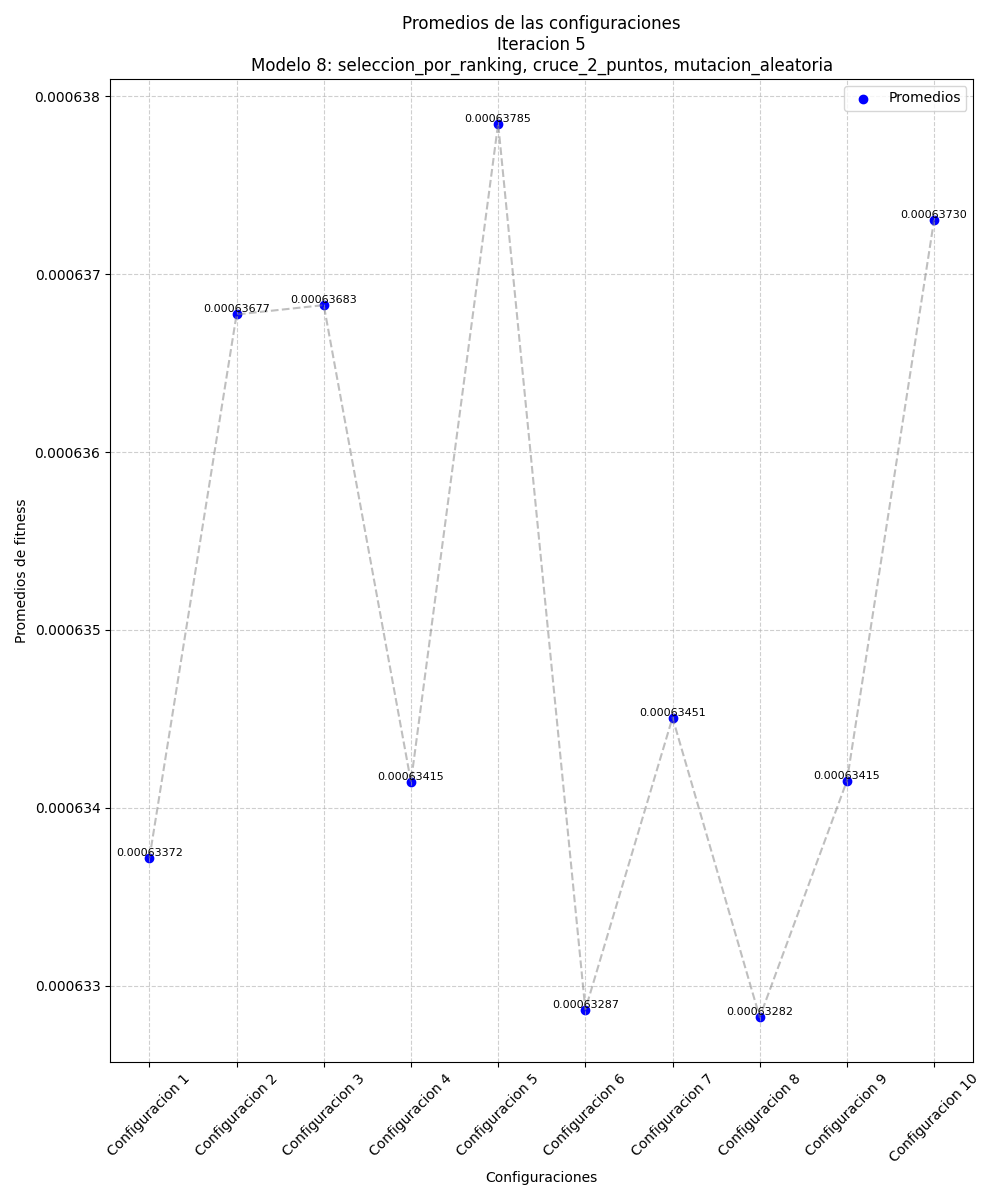 Promedios de las configuraciones
Iteracion 5
Modelo 8: seleccion_por_ranking, cruce_2_puntos, mutacion_aleatoria
Promedios
0.000638
0.000637
0.000636
0.000635
0.000634
0.000633
Promedios de fitness
0.00063372
0.00063677
0.00063683
0.00063415
0.00063785
0.00063287
0.00063451
0.00063282
0.00063415
0.00063730
Configuracion 1
Configuracion 2
Configuracion 3
Configuracion 4
Configuracion 5
Configuracion 6
Configuracion 7
Configuracion 8
Configuracion 9
Configuracion 10
Configuraciones